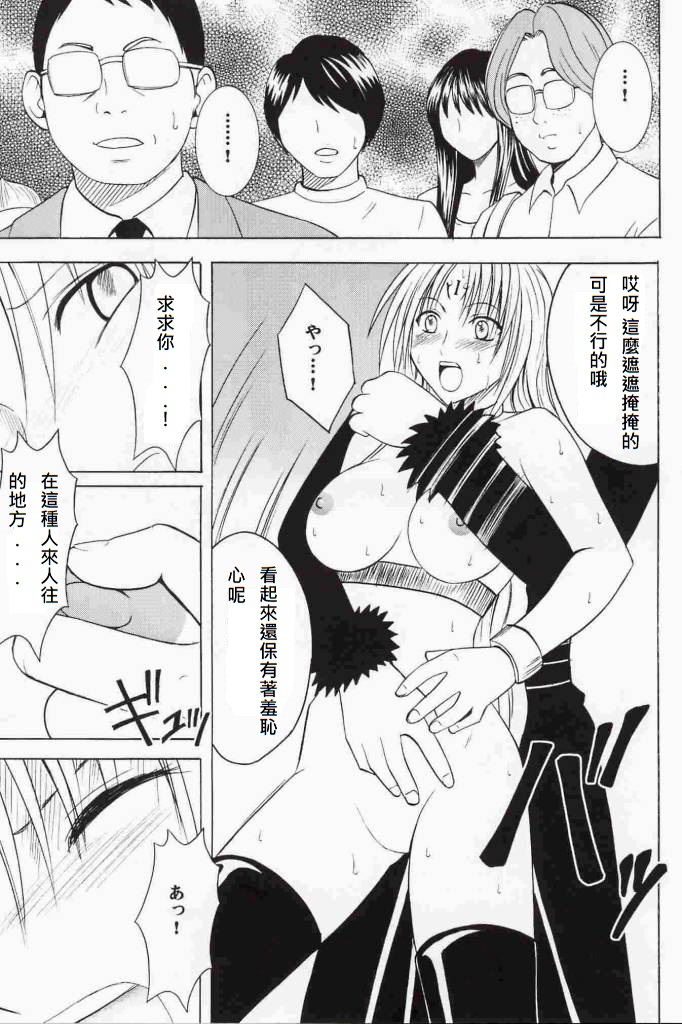 …！
……！
哎呀 這麼遮遮掩掩的
可是不行的哦
やっ…！
看起來還保有著羞恥
心呢
求求你
...;!
在這種人來人往
的地方...
ギュッ
バッ
あっ！